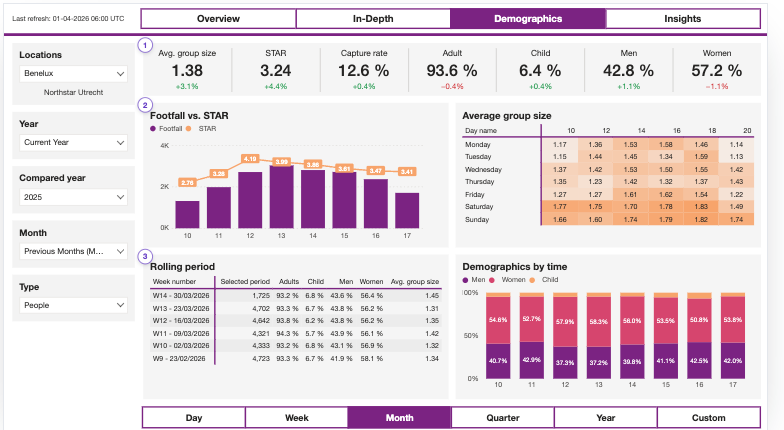 Last refresh: 01-04-2026 06:00 UTC
Overview
In-Depth
Demographics
Insights
Locations
Benelux
Northstar Utrecht
Year
Current Year
Compared year
2025
Month
Previous Months (M...
Type
People
1
Avg. group size STAR Capture rate Adult Child Men Women
1.38 3.24 12.6 % 93.6 % 6.4 % 42.8 % 57.2 %
+3.1% +4.4% +0.4% −0.4% +0.4% +1.1% −1.1%
2
Footfall vs. STAR
Footfall STAR
4K
2K
0K
2.76 3.26 4.19 3.99 3.86 3.61 3.47 3.41
10 11 12 13 14 15 16 17
Average group size
Day name 10 12 14 16 18 20
Monday 1.17 1.36 1.53 1.58 1.46 1.14
Tuesday 1.15 1.44 1.45 1.34 1.59 1.13
Wednesday 1.37 1.42 1.53 1.50 1.55 1.42
Thursday 1.35 1.23 1.42 1.32 1.37 1.43
Friday 1.27 1.27 1.61 1.62 1.54 1.22
Saturday 1.77 1.75 1.70 1.78 1.83 1.49
Sunday 1.66 1.60 1.74 1.79 1.82 1.74
3
Rolling period
Week number Selected period Adults Child Men Women Avg. group size
W14 - 30/03/2026 1,725 93.2 % 6.8 % 43.6 % 56.4 % 1.45
W13 - 23/03/2026 4,702 93.3 % 6.7 % 43.8 % 56.2 % 1.31
W12 - 16/03/2026 4,642 93.8 % 6.2 % 43.8 % 56.2 % 1.35
W11 - 09/03/2026 4,321 94.3 % 5.7 % 43.9 % 56.1 % 1.42
W10 - 02/03/2026 4,333 93.2 % 6.8 % 43.1 % 56.9 % 1.32
W9 - 23/02/2026 4,723 93.3 % 6.7 % 41.9 % 58.1 % 1.34
Demographics by time
Men Women Child
100%
50%
0%
54.6% 52.7% 57.9% 58.3% 56.0% 53.5% 50.8% 53.8%
40.7% 42.9% 37.3% 37.2% 39.8% 41.1% 42.5% 42.0%
10 11 12 13 14 15 16 17
Day
Week
Month
Quarter
Year
Custom